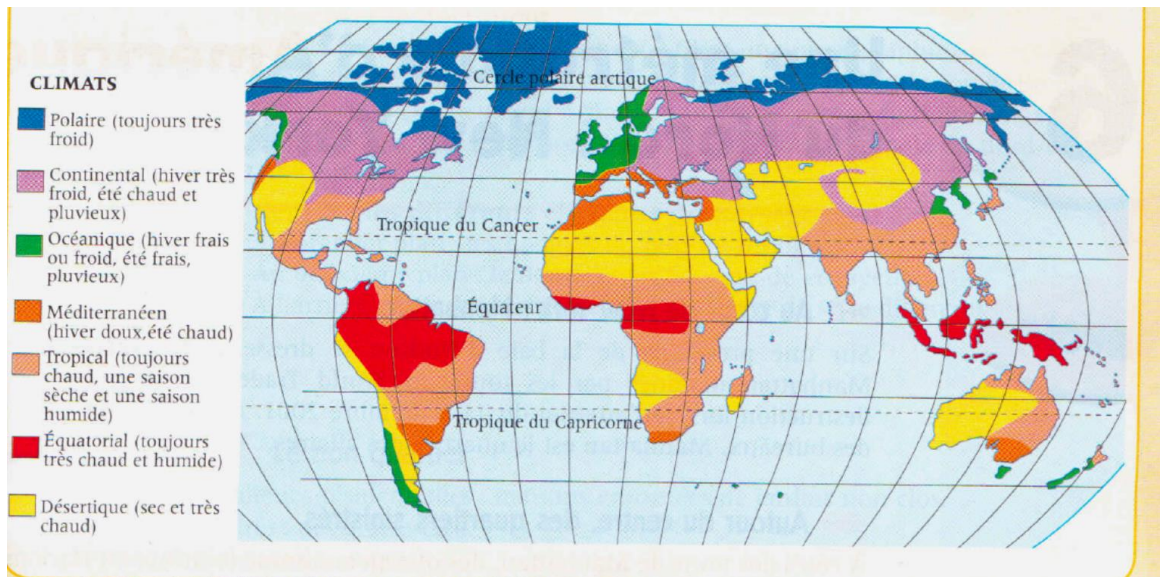 CLIMATS
Polaire (toujours très
froid)
Continental (hiver très
froid, été chaud et
pluvieux)
Océanique (hiver frais
ou froid, été frais,
pluvieux)
Méditerranéen
(hiver doux,été chaud)
Tropical (toujours
chaud, une saison
sèche et une saison
humide)
Équatorial (toujours
très chaud et humide)
Désertique (sec et très
chaud)
Cercle polaire arctique
Tropique du Cancer
Équateur
Tropique du Capricorne